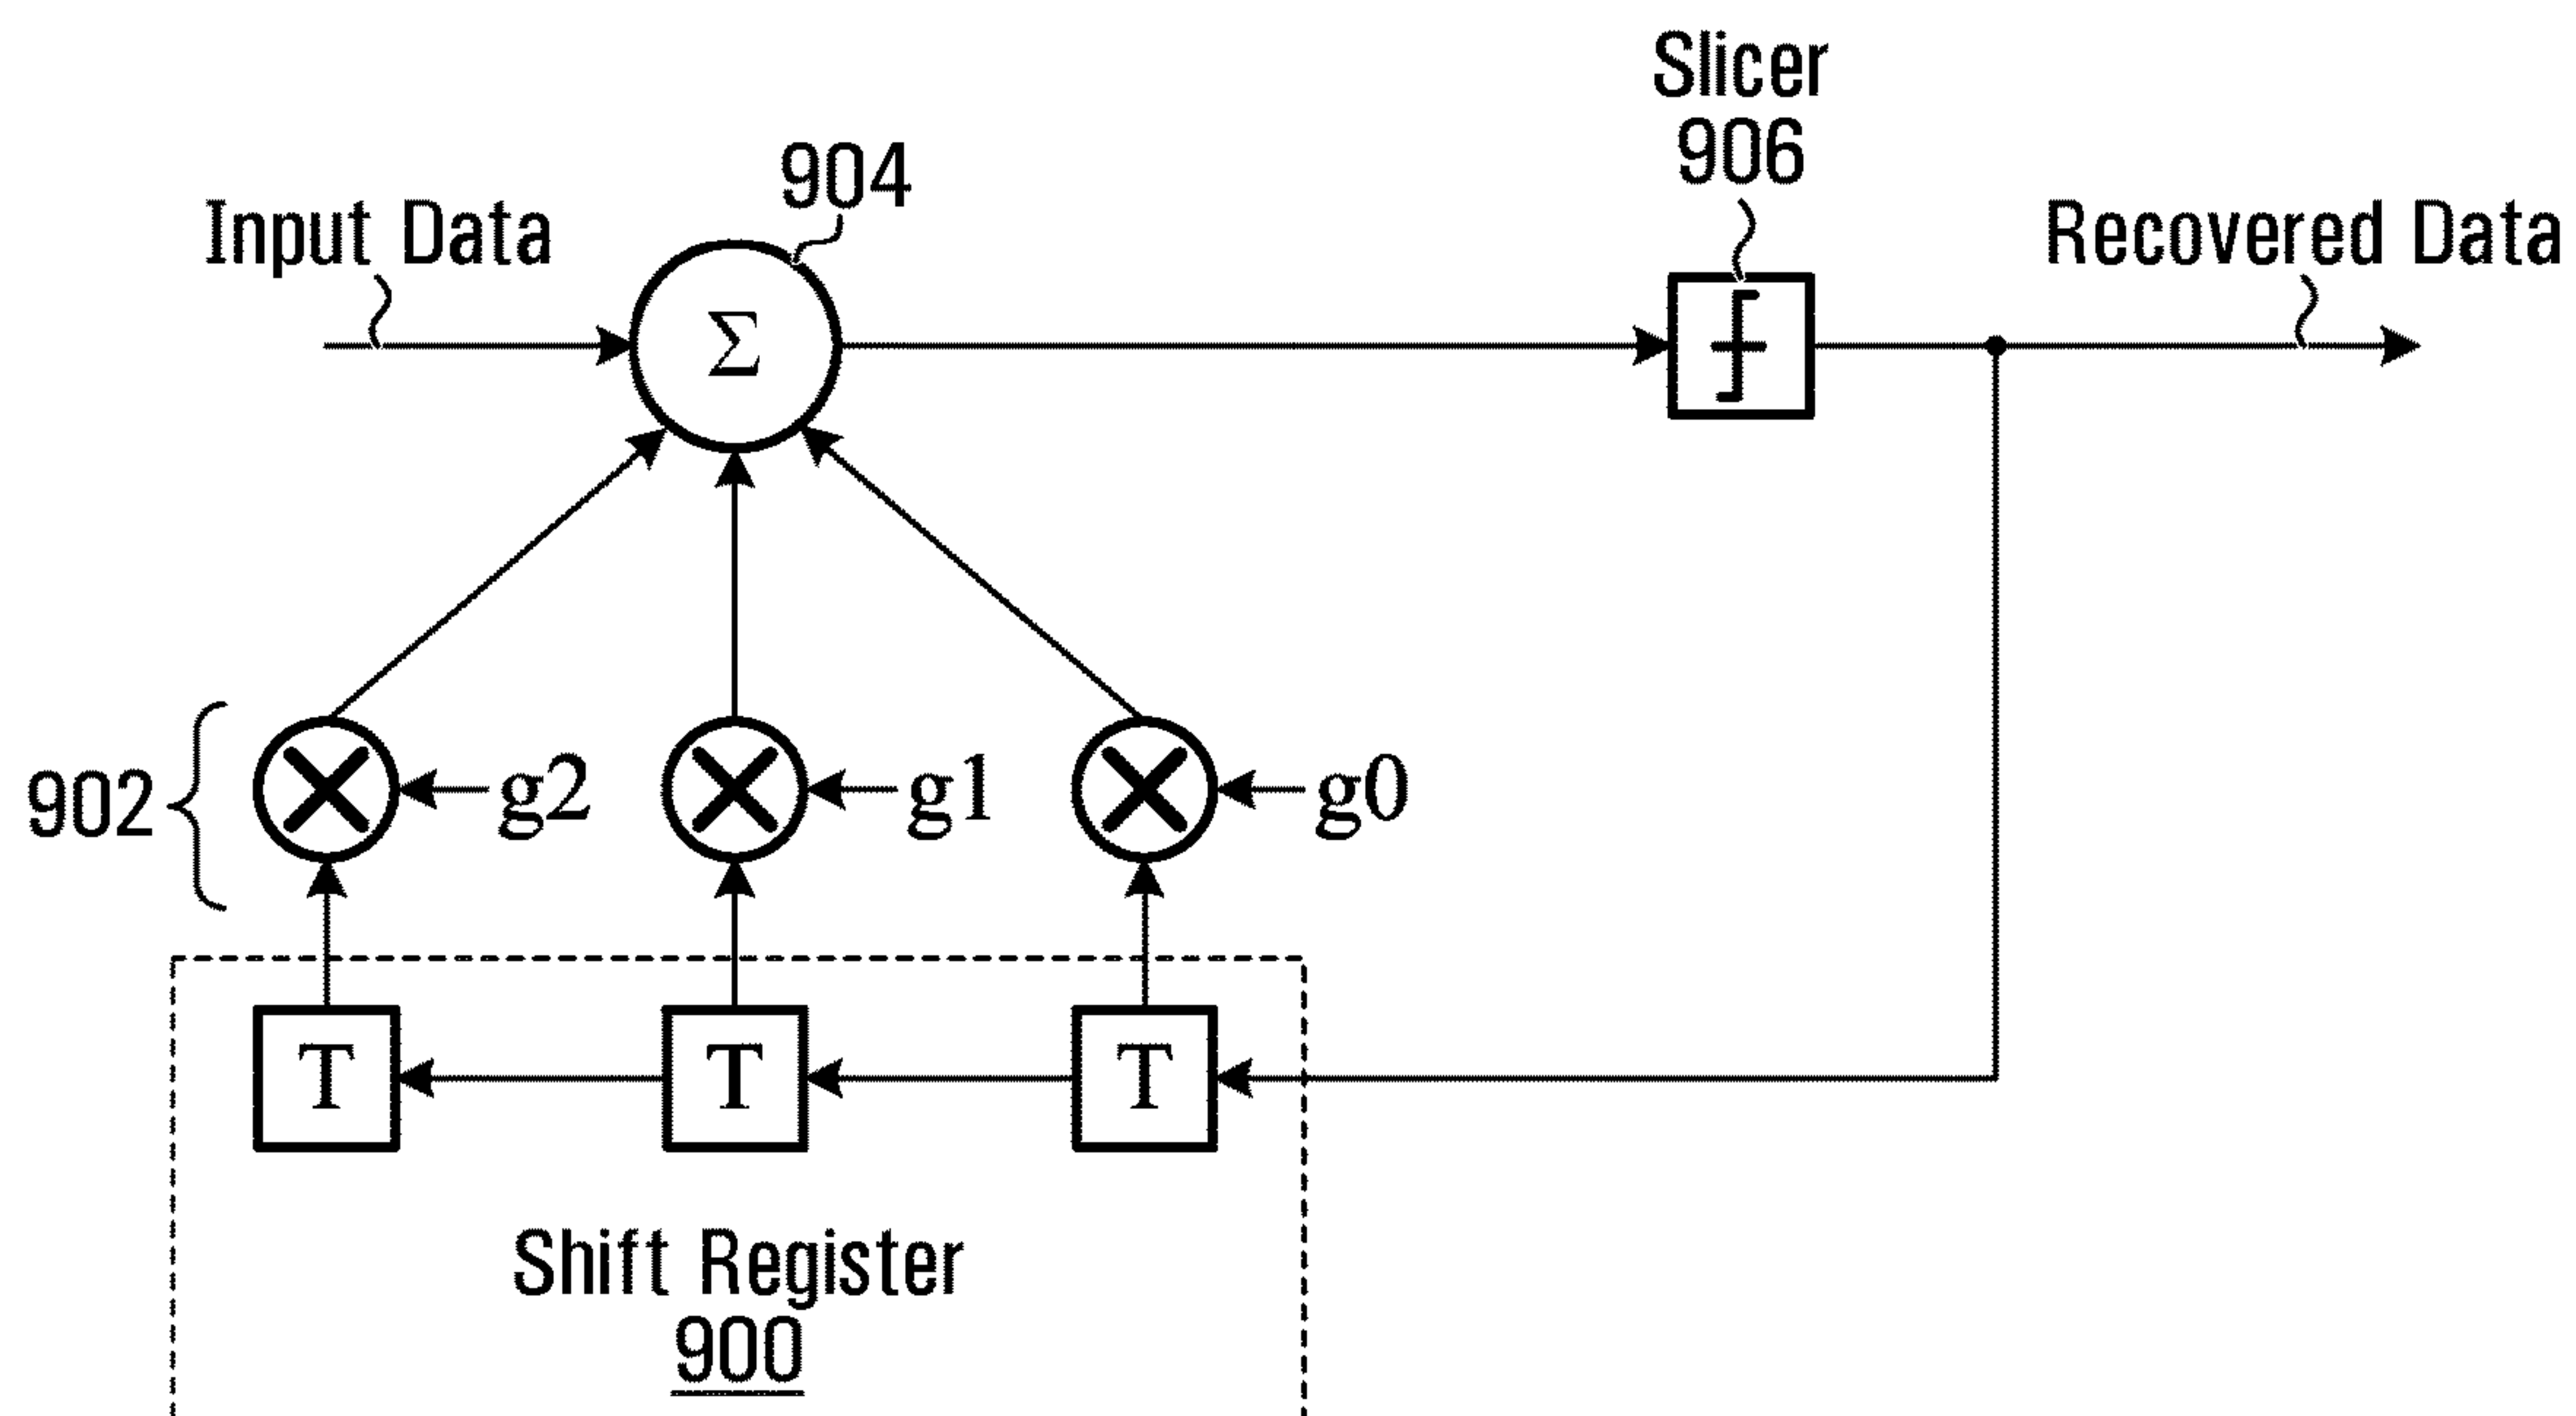 Slicer
906
904
Input Data
Recovered Data
Σ
902
g2
g1
g0
T
T
T
Shift Register
900